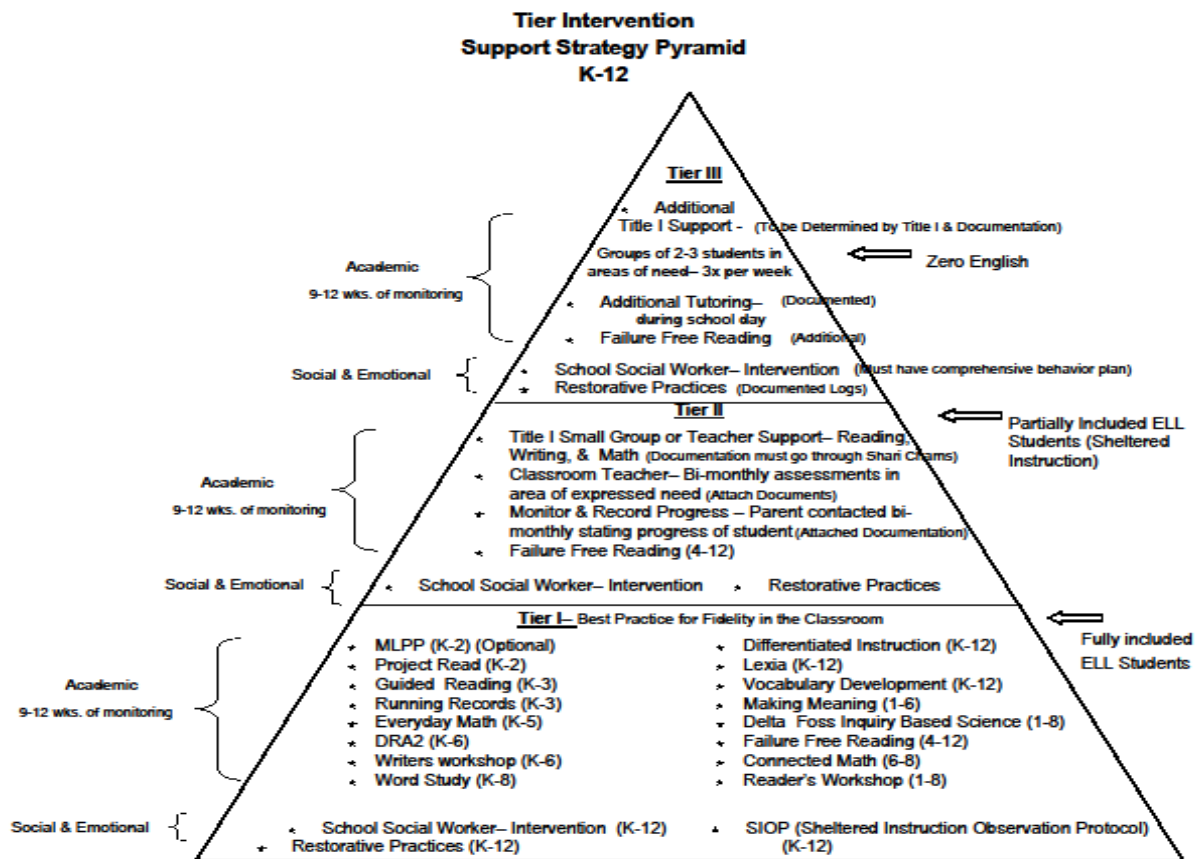 Tier Intervention
Support Strategy Pyramid
K-12
Tier III
* Additional
Title I Support - (To be Determined by Title I & Documentation)
Groups of 2-3 students in
areas of need– 3x per week
Zero English
Academic
9-12 wks. of monitoring
* Additional Tutoring– (Documented)
during school day
* Failure Free Reading (Additional)
Social & Emotional
* School Social Worker– Intervention (Must have comprehensive behavior plan)
* Restorative Practices (Documented Logs)
Tier II
Partially Included ELL
Students (Sheltered
Instruction)
* Title I Small Group or Teacher Support– Reading,
Writing, & Math (Documentation must go through Shari Chams)
* Classroom Teacher– Bi-monthly assessments in
area of expressed need (Attach Documents)
Academic
9-12 wks. of monitoring
* Monitor & Record Progress – Parent contacted bi-
monthly stating progress of student (Attached Documentation)
* Failure Free Reading (4-12)
Social & Emotional
* School Social Worker– Intervention * Restorative Practices
Tier I– Best Practice for Fidelity in the Classroom
Fully included
ELL Students
Academic
9-12 wks. of monitoring
* MLPP (K-2) (Optional)
* Project Read (K-2)
* Guided Reading (K-3)
* Running Records (K-3)
* Everyday Math (K-5)
* DRA2 (K-6)
* Writers workshop (K-6)
* Word Study (K-8)
* Differentiated Instruction (K-12)
* Lexia (K-12)
* Vocabulary Development (K-12)
* Making Meaning (1-6)
* Delta Foss Inquiry Based Science (1-8)
* Failure Free Reading (4-12)
* Connected Math (6-8)
* Reader's Workshop (1-8)
Social & Emotional
* School Social Worker– Intervention (K-12)
* Restorative Practices (K-12)
* SIOP (Sheltered Instruction Observation Protocol)
(K-12)